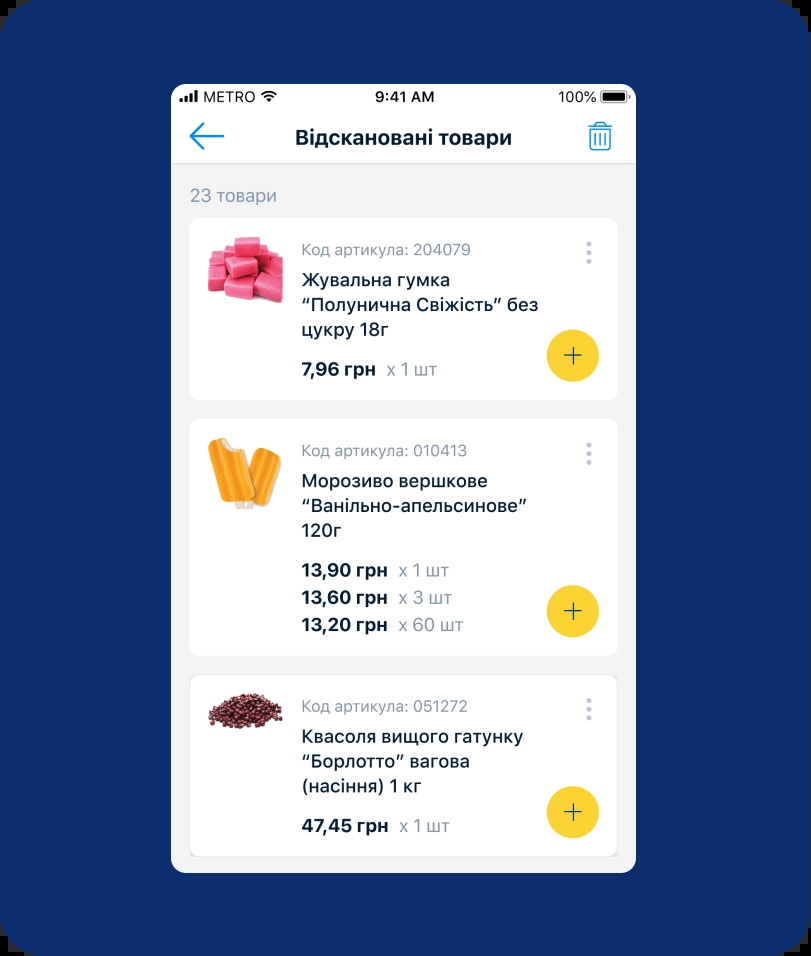 METRO 9:41 AM 100%
Відскановані товари
23 товари
Код артикула: 204079
Жувальна гумка
“Полунична Свіжість” без
цукру 18г
7,96 грн x 1 шт
Код артикула: 010413
Морозиво вершкове
“Ванільно-апельсинове”
120г
13,90 грн x 1 шт
13,60 грн x 3 шт
13,20 грн x 60 шт
Код артикула: 051272
Квасоля вищого гатунку
“Борлотто” вагова
(насіння) 1 кг
47,45 грн x 1 шт